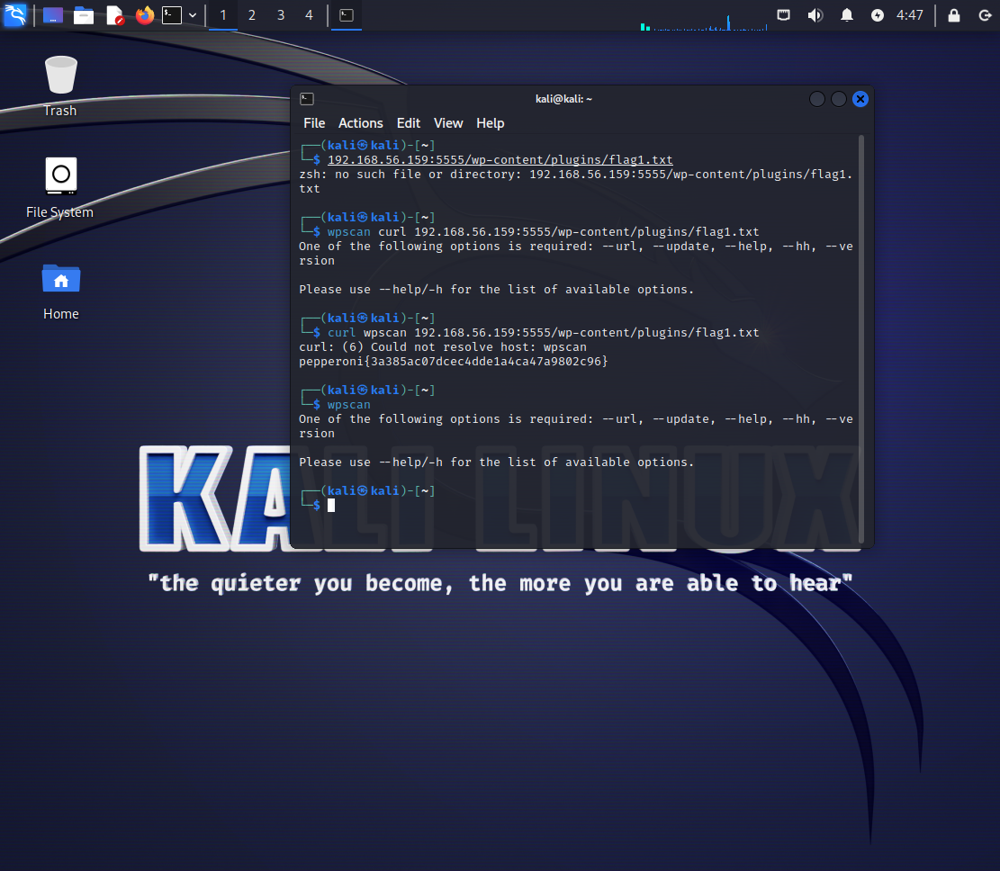 1 2 3 4
4:47
Trash
File System
Home
kali@kali: ~
File Actions Edit View Help
┌──(kali㉿kali)-[~]
└─$ 192.168.56.159:5555/wp-content/plugins/flag1.txt
zsh: no such file or directory: 192.168.56.159:5555/wp-content/plugins/flag1.
txt
┌──(kali㉿kali)-[~]
└─$ wpscan curl 192.168.56.159:5555/wp-content/plugins/flag1.txt
One of the following options is required: --url, --update, --help, --hh, --ve
rsion
Please use --help/-h for the list of available options.
┌──(kali㉿kali)-[~]
└─$ curl wpscan 192.168.56.159:5555/wp-content/plugins/flag1.txt
curl: (6) Could not resolve host: wpscan
pepperoni{3a385ac07dcec4dde1a4ca47a9802c96}
┌──(kali㉿kali)-[~]
└─$ wpscan
One of the following options is required: --url, --update, --help, --hh, --ve
rsion
Please use --help/-h for the list of available options.
┌──(kali㉿kali)-[~]
└─$
KALI LINUX
"the quieter you become, the more you are able to hear"